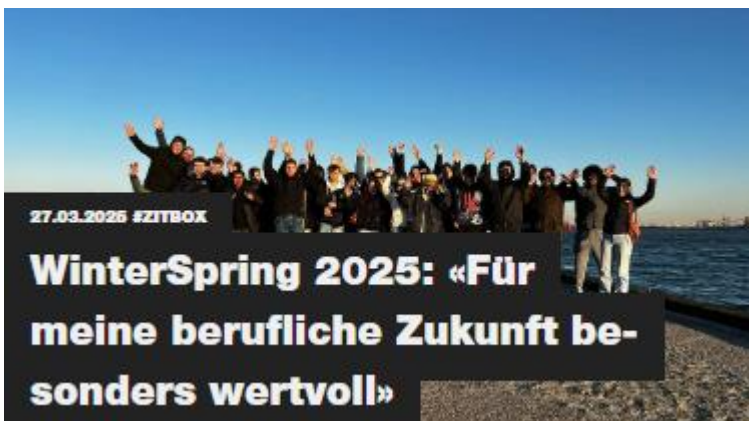 27.03.2025 #ZITBOX
WinterSpring 2025: «Für
meine berufliche Zukunft be-
sonders wertvoll»